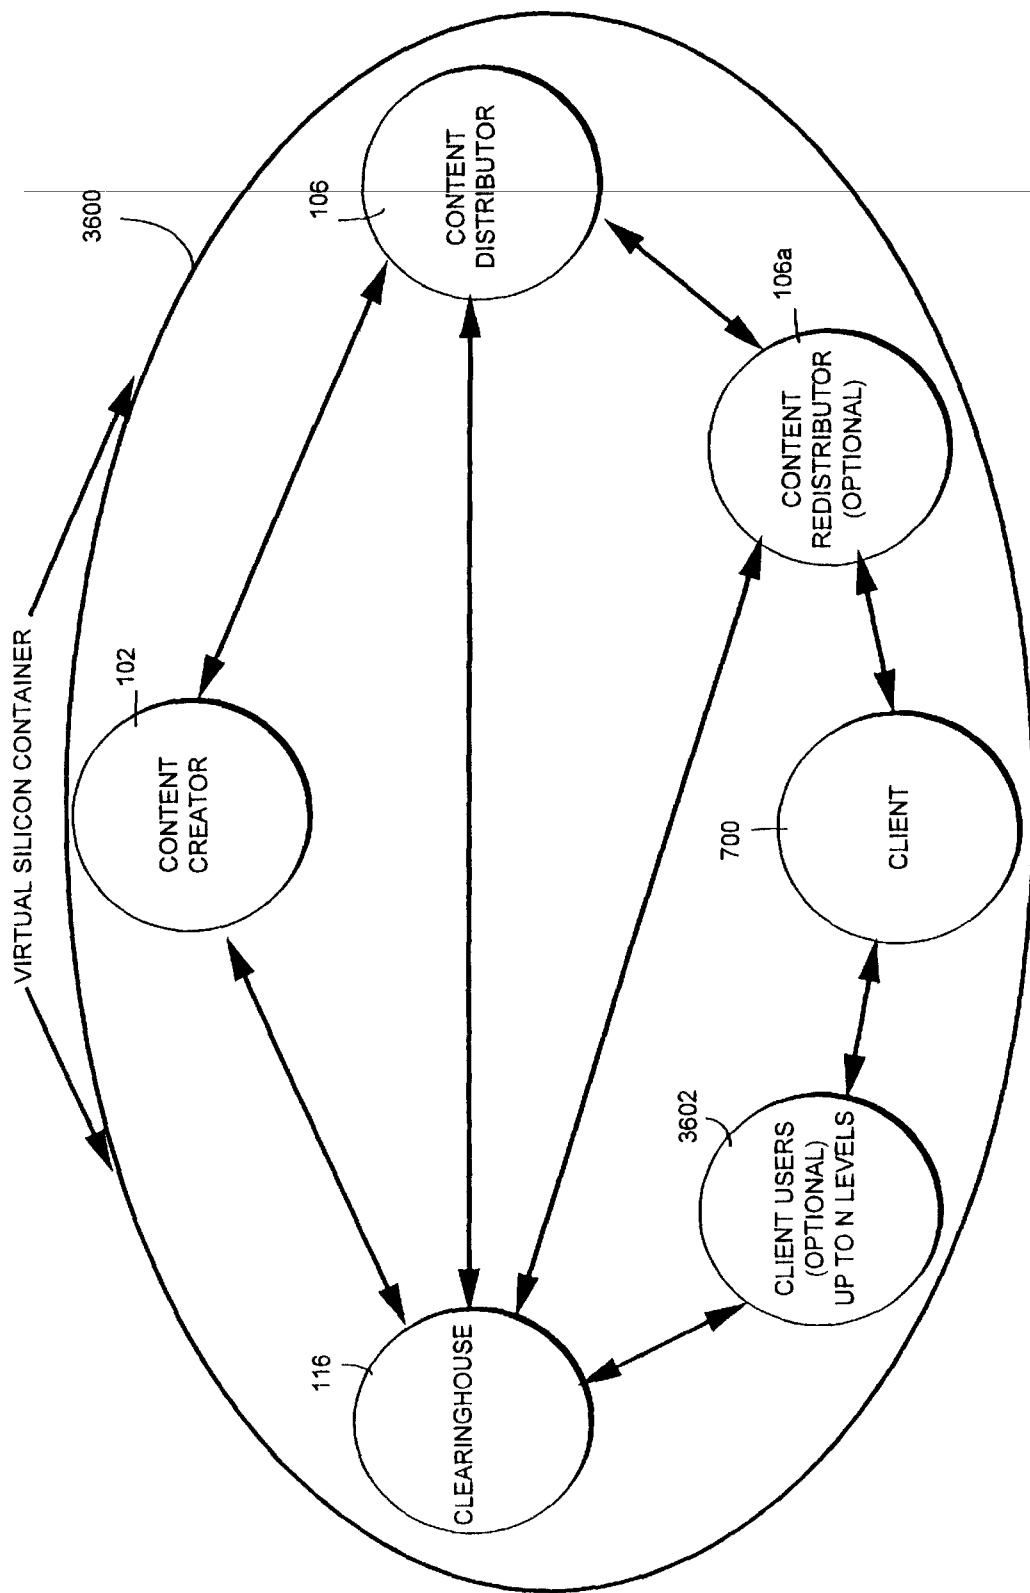 VIRTUAL SILICON CONTAINER
3600
102
CONTENT
CREATOR
106
CONTENT
DISTRIBUTOR
116
CLEARINGHOUSE
106a
CONTENT
REDISTRIBUTOR
(OPTIONAL)
700
CLIENT
3602
CLIENT USERS
(OPTIONAL)
UP TO N LEVELS